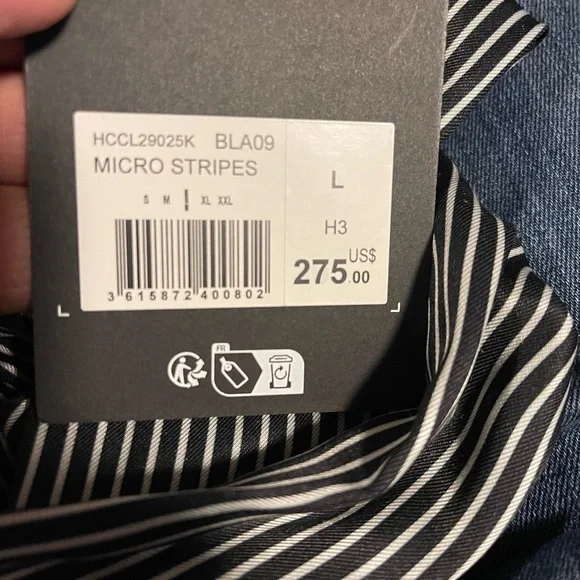 HCCL29025K BLA09
MICRO STRIPES
S M L XL XXL
3 615872 400802
L
H3
275.00 US$
FR